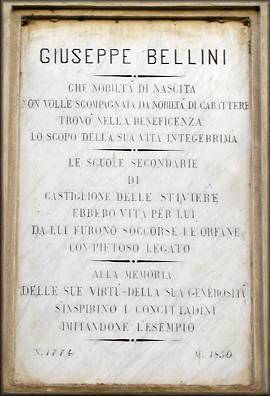 GIUSEPPE BELLINI
CHE NOBILTÀ DI NASCITA
NON VOLLE SCOMPAGNATA DA NOBILTÀ DI CARATTERE
TROVÒ NELLA BENEFICENZA
LO SCOPO DELLA SUA VITA INTEGERRIMA
LE SCUOLE SECONDARIE
DI
CASTIGLIONE DELLE STIVIERE
EBBERO VITA PER LUI
DA LUI FURONO SOCCORSE LE ORFANE
CON PIETOSO LEGATO
ALLA MEMORIA
DELLE SUE VIRTÙ - DELLA SUA GENEROSITÀ
S'INSPIRINO I CONCITTADINI
IMITANDONE L'ESEMPIO
N. 1774 M. 1850